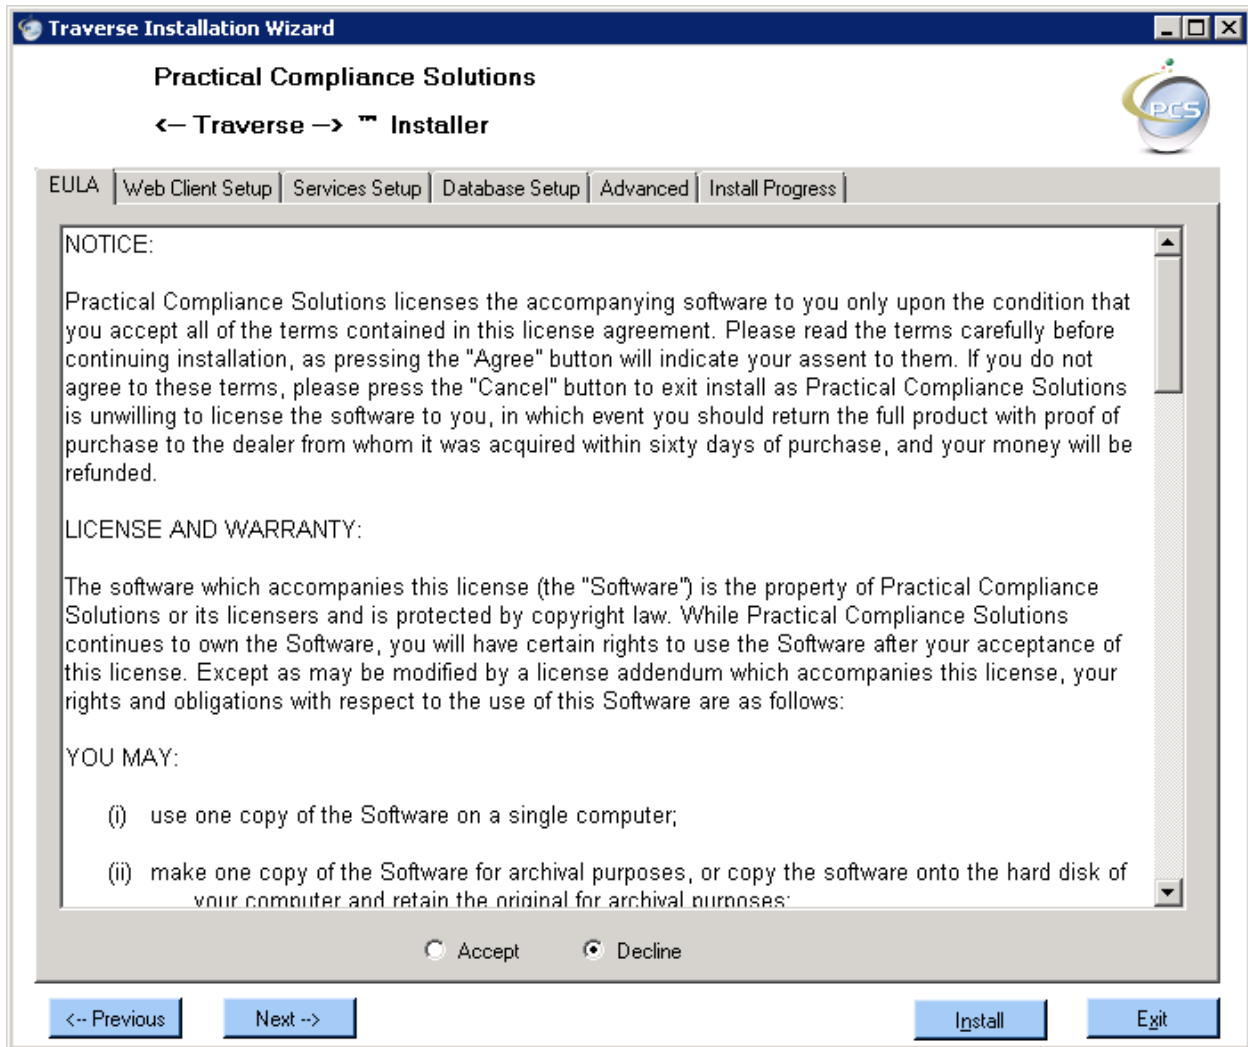 Traverse Installation Wizard
Practical Compliance Solutions
<-- Traverse --> ™ Installer
PCS
EULA Web Client Setup Services Setup Database Setup Advanced Install Progress
NOTICE:
Practical Compliance Solutions licenses the accompanying software to you only upon the condition that
you accept all of the terms contained in this license agreement. Please read the terms carefully before
continuing installation, as pressing the "Agree" button will indicate your assent to them. If you do not
agree to these terms, please press the "Cancel" button to exit install as Practical Compliance Solutions
is unwilling to license the software to you, in which event you should return the full product with proof of
purchase to the dealer from whom it was acquired within sixty days of purchase, and your money will be
refunded.
LICENSE AND WARRANTY:
The software which accompanies this license (the "Software") is the property of Practical Compliance
Solutions or its licensers and is protected by copyright law. While Practical Compliance Solutions
continues to own the Software, you will have certain rights to use the Software after your acceptance of
this license. Except as may be modified by a license addendum which accompanies this license, your
rights and obligations with respect to the use of this Software are as follows:
YOU MAY:
(i) use one copy of the Software on a single computer;
(ii) make one copy of the Software for archival purposes, or copy the software onto the hard disk of
your computer and retain the original for archival purposes;
Accept Decline
<-- Previous Next --> Install Exit